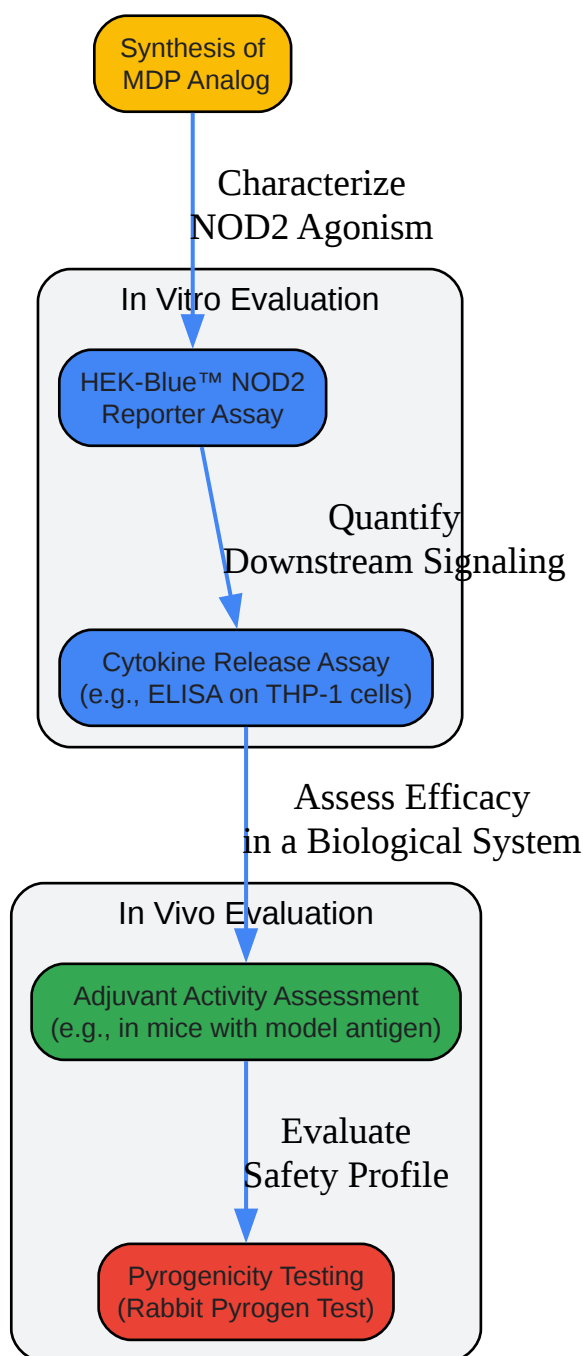 Synthesis of
MDP Analog
Characterize
NOD2 Agonism
In Vitro Evaluation
HEK-Blue™ NOD2
Reporter Assay
Quantify
Downstream Signaling
Cytokine Release Assay
(e.g., ELISA on THP-1 cells)
Assess Efficacy
in a Biological System
In Vivo Evaluation
Adjuvant Activity Assessment
(e.g., in mice with model antigen)
Evaluate
Safety Profile
Pyrogenicity Testing
(Rabbit Pyrogen Test)